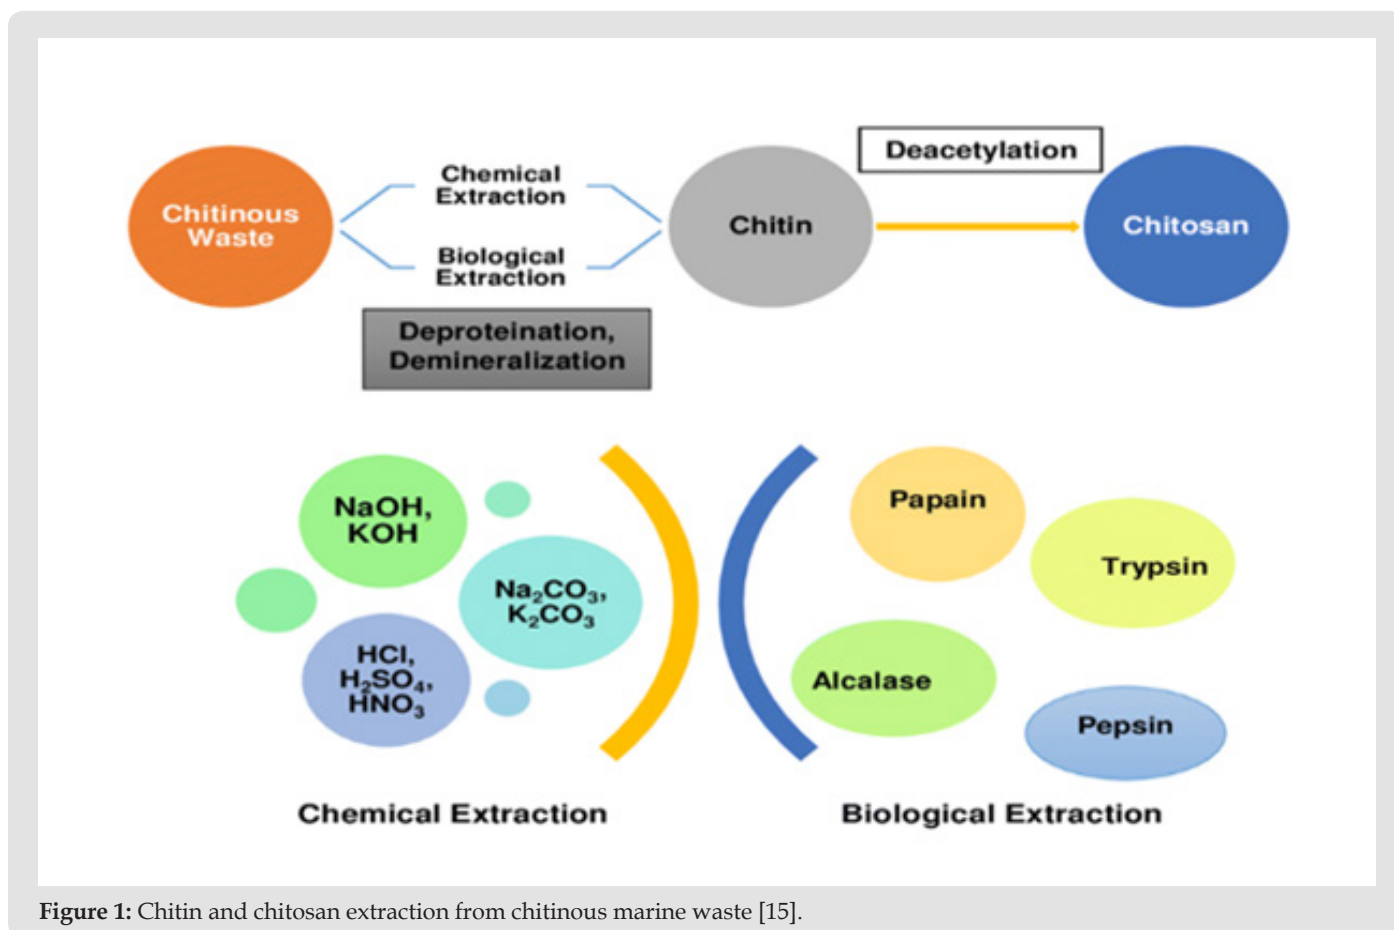 Chitinous
Waste
Chemical
Extraction
Biological
Extraction
Deproteination,
Demineralization
Chitin
Deacetylation
Chitosan
NaOH,
KOH
Na₂CO₃,
K₂CO₃
HCl,
H₂SO₄,
HNO₃
Chemical Extraction
Papain
Trypsin
Alcalase
Pepsin
Biological Extraction
Figure 1: Chitin and chitosan extraction from chitinous marine waste [15].